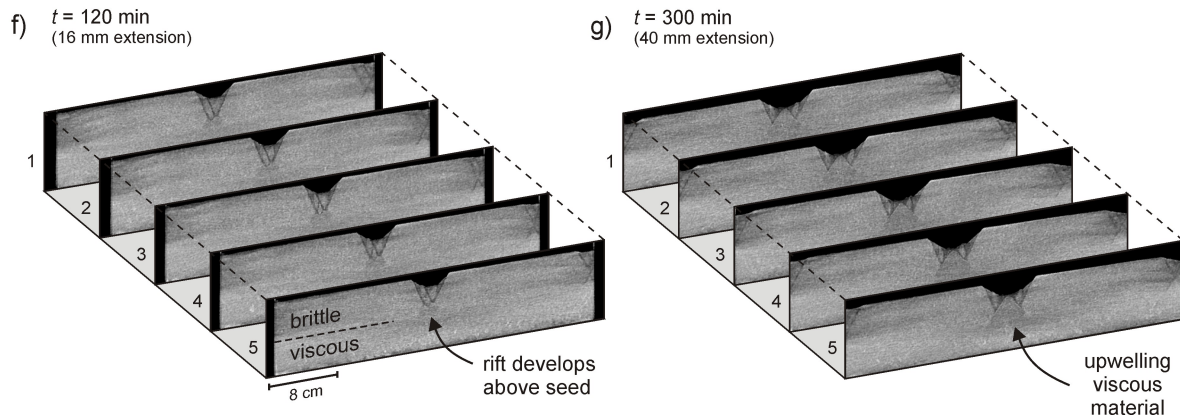 f)
t = 120 min
(16 mm extension)
1
2
3
4
5
brittle
viscous
8 cm
rift develops
above seed
g)
t = 300 min
(40 mm extension)
1
2
3
4
5
upwelling
viscous
material